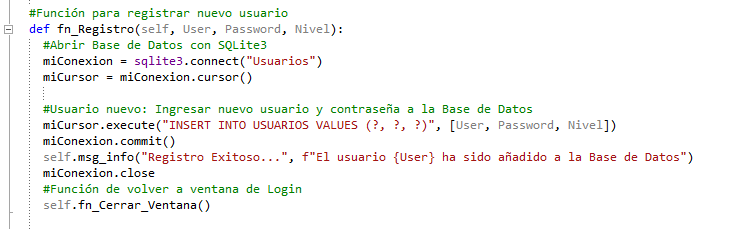 #Función para registrar nuevo usuario
def fn_Registro(self, User, Password, Nivel):
#Abrir Base de Datos con SQLite3
miConexion = sqlite3.connect("Usuarios")
miCursor = miConexion.cursor()
#Usuario nuevo: Ingresar nuevo usuario y contraseña a la Base de Datos
miCursor.execute("INSERT INTO USUARIOS VALUES (?, ?, ?)", [User, Password, Nivel])
miConexion.commit()
self.msg_info("Registro Exitoso...", f"El usuario {User} ha sido añadido a la Base de Datos")
miConexion.close
#Función de volver a ventana de Login
self.fn_Cerrar_Ventana()